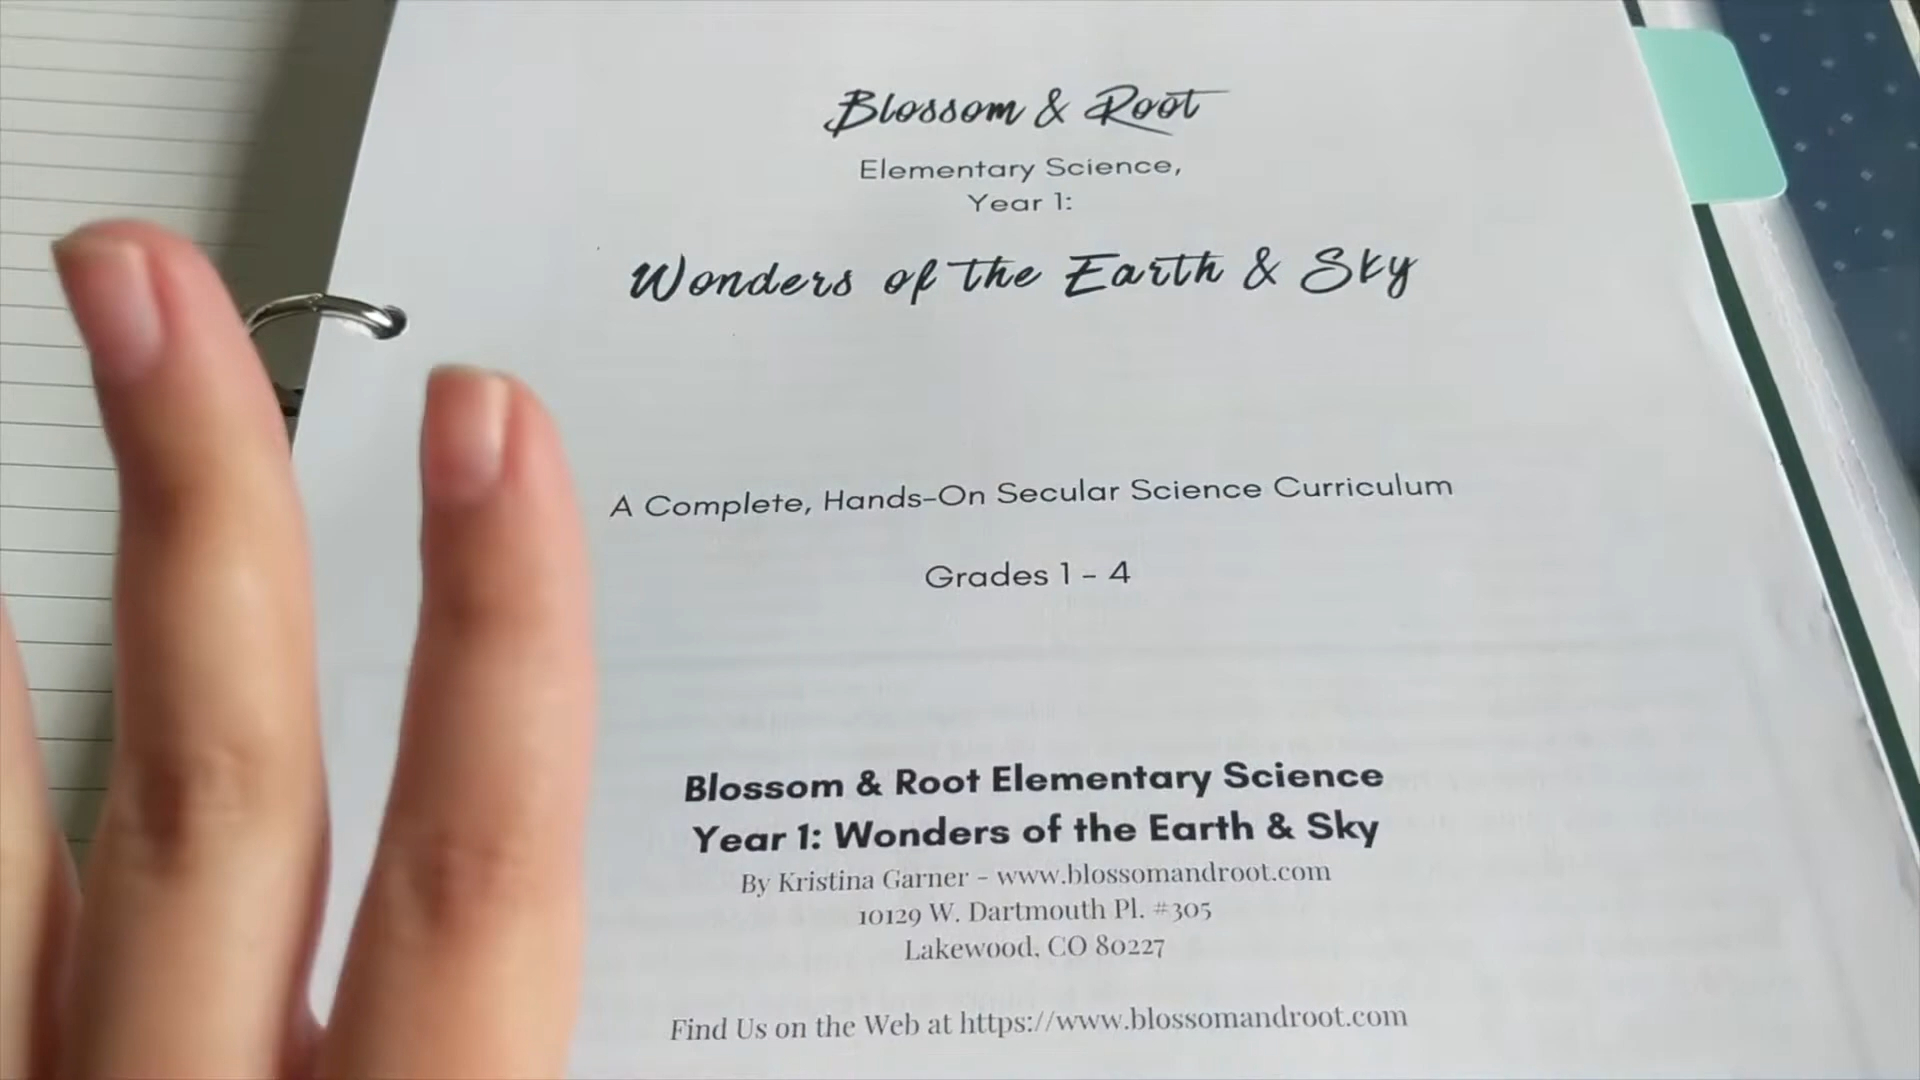 Blossom & Root
Elementary Science,
Year 1:
Wonders of the Earth & Sky
A Complete, Hands-On Secular Science Curriculum
Grades 1 - 4
Blossom & Root Elementary Science
Year 1: Wonders of the Earth & Sky
By Kristina Garner - www.blossomandroot.com
10129 W. Dartmouth Pl. #305
Lakewood, CO 80227
Find Us on the Web at https://www.blossomandroot.com